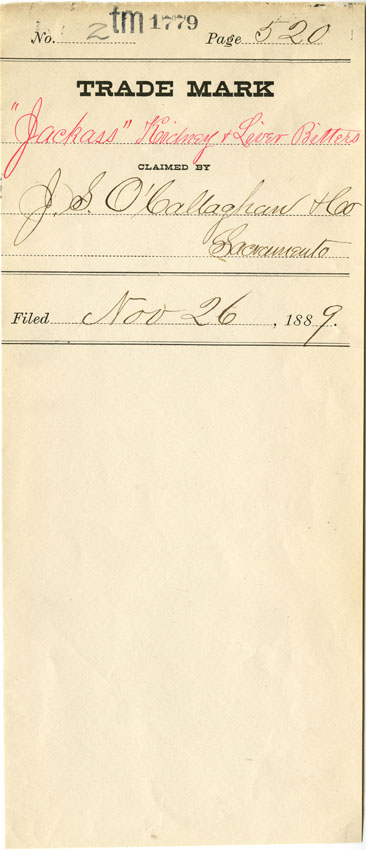 No. 2 tm 1779 Page 520
TRADE MARK
"Jackass" Kidney & Liver Bitters
CLAIMED BY
J. S. O'Callaghan & Co
Sacramento
Filed Nov 26, 1889.